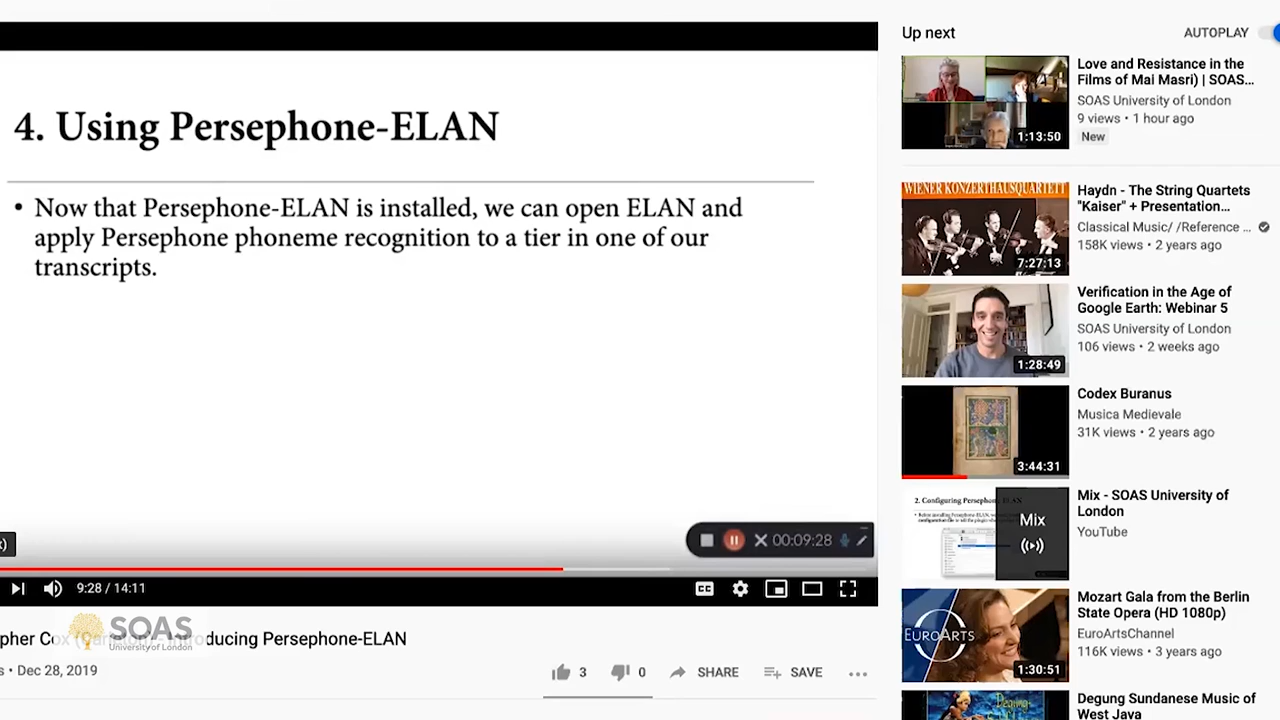 4. Using Persephone-ELAN
• Now that Persephone-ELAN is installed, we can open ELAN and
apply Persephone phoneme recognition to a tier in one of our
transcripts.
00:09:28
9:28 / 14:11
CC
SOAS
University of London
pher Cox ducing Persephone-ELAN
s • Dec 28, 2019
3
0
SHARE
SAVE
Up next
AUTOPLAY
1:13:50
Love and Resistance in the
Films of Mai Masri) | SOAS...
SOAS University of London
9 views • 1 hour ago
New
WIENER KONZERTHAUSQUARTETT
7:27:13
Haydn - The String Quartets
"Kaiser" + Presentation...
Classical Music/ /Reference ...
158K views • 2 years ago
1:28:49
Verification in the Age of
Google Earth: Webinar 5
SOAS University of London
106 views • 2 weeks ago
3:44:31
Codex Buranus
Musica Medievale
31K views • 2 years ago
2. Configuring
Mix
Mix - SOAS University of
London
YouTube
EUROARTS
1:30:51
Mozart Gala from the Berlin
State Opera (HD 1080p)
EuroArtsChannel
116K views • 3 years ago
Degung Sundanese Music of
West Java